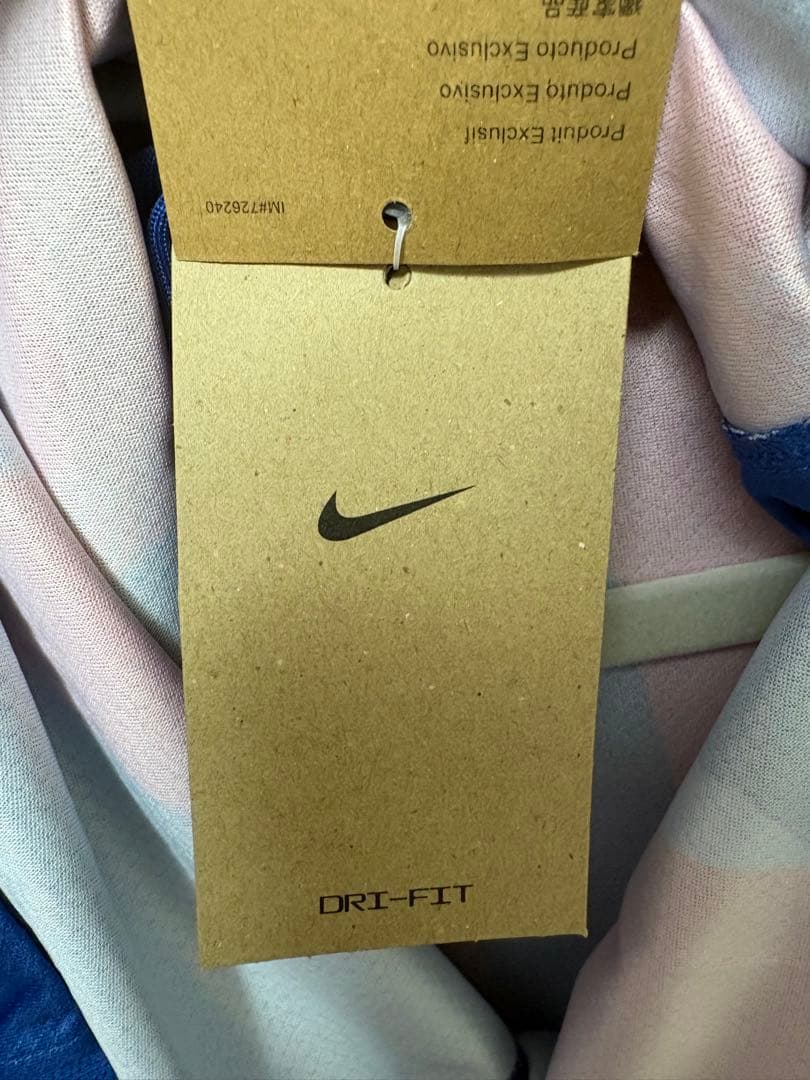 IM#726240
Produit Exclusif
Produto Exclusivo
Producto Exclusivo
DRI-FIT